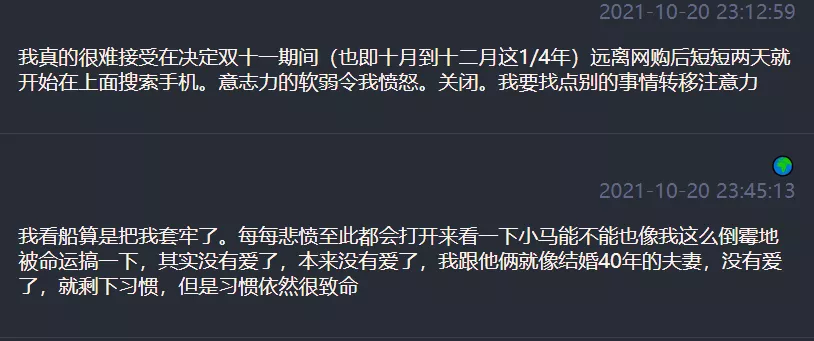 2021-10-20 23:12:59
我真的很难接受在决定双十一期间（也即十月到十二月这1/4年）远离网购后短短两天就
开始在上面搜索手机。意志力的软弱令我愤怒。关闭。我要找点别的事情转移注意力
2021-10-20 23:45:13
我看船算是把我套牢了。每每悲愤至此都会打开来看一下小马能不能也像我这么倒霉地
被命运搞一下，其实没有爱了，本来没有爱了，我跟他俩就像结婚40年的夫妻，没有爱
了，就剩下习惯，但是习惯依然很致命